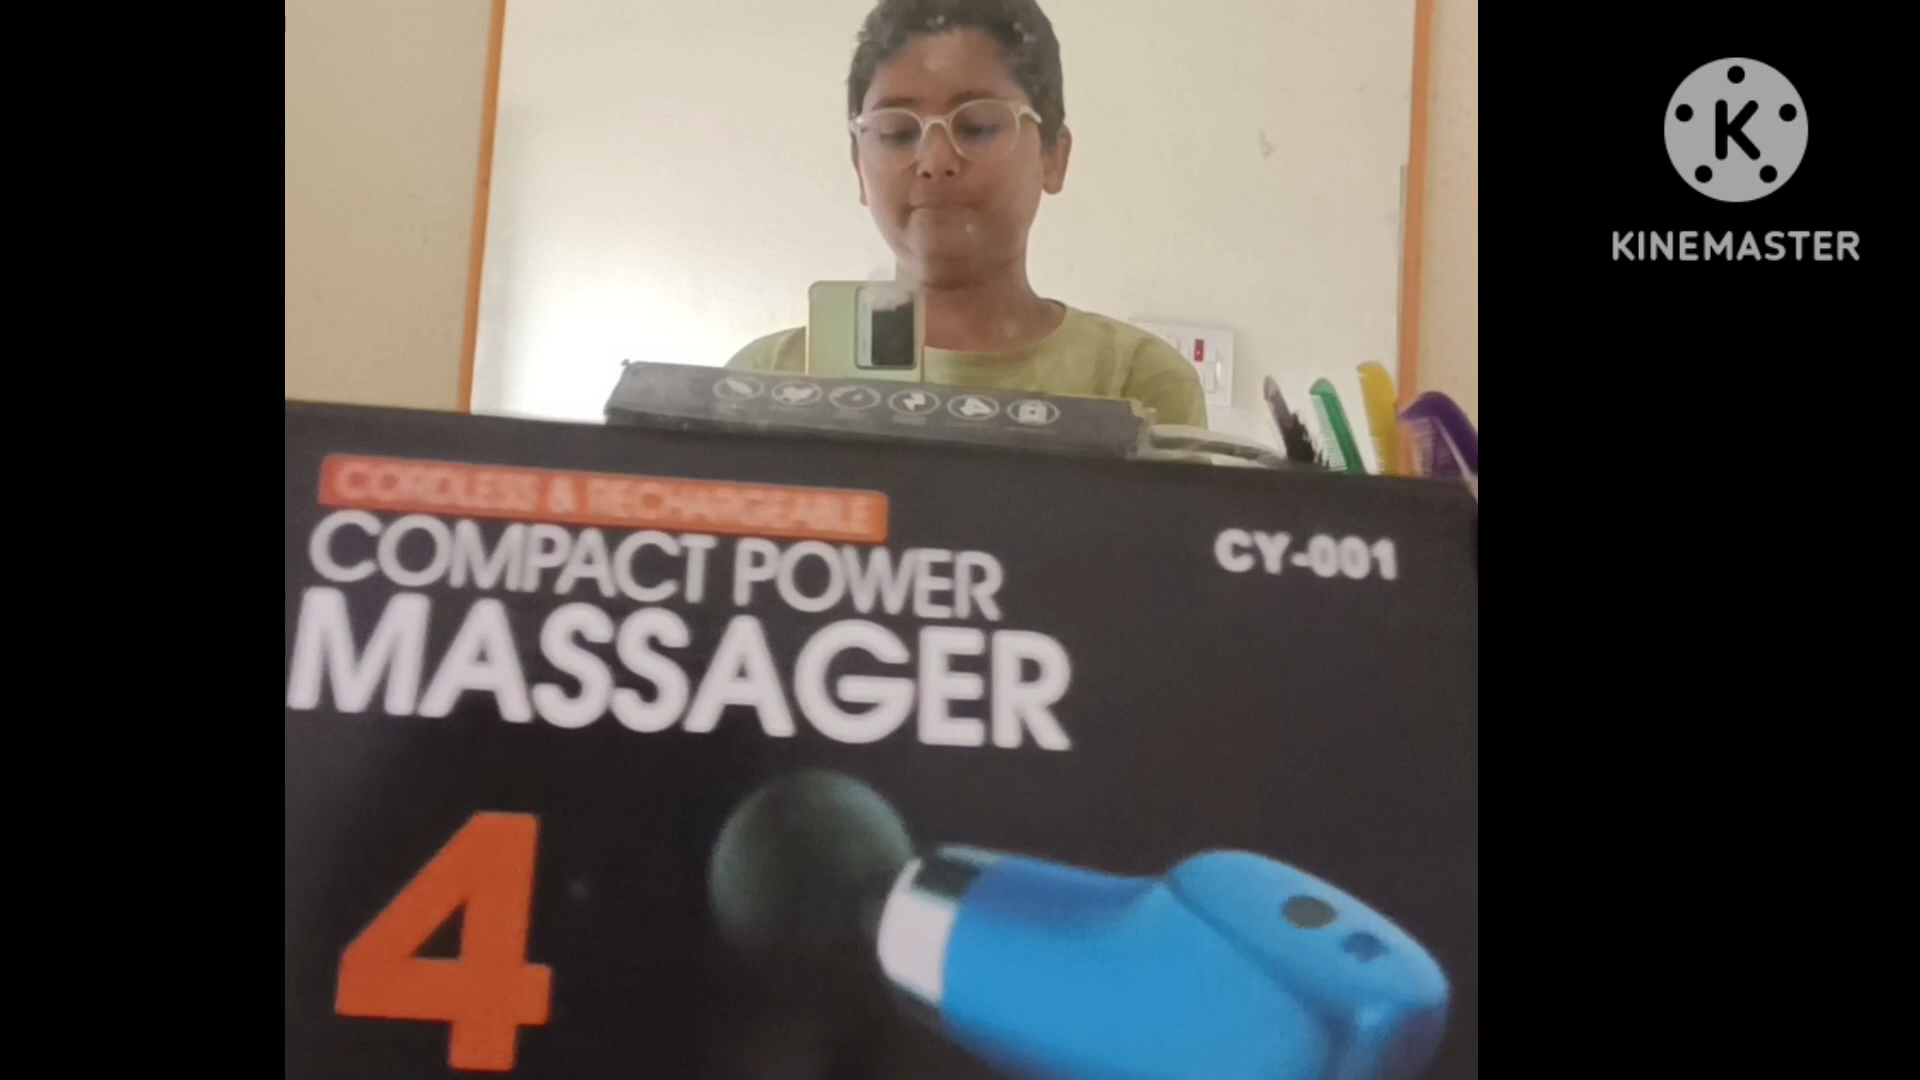 CORDLESS & RECHARGEABLE
COMPACT POWER
MASSAGER
CY-001
4
K
KINEMASTER